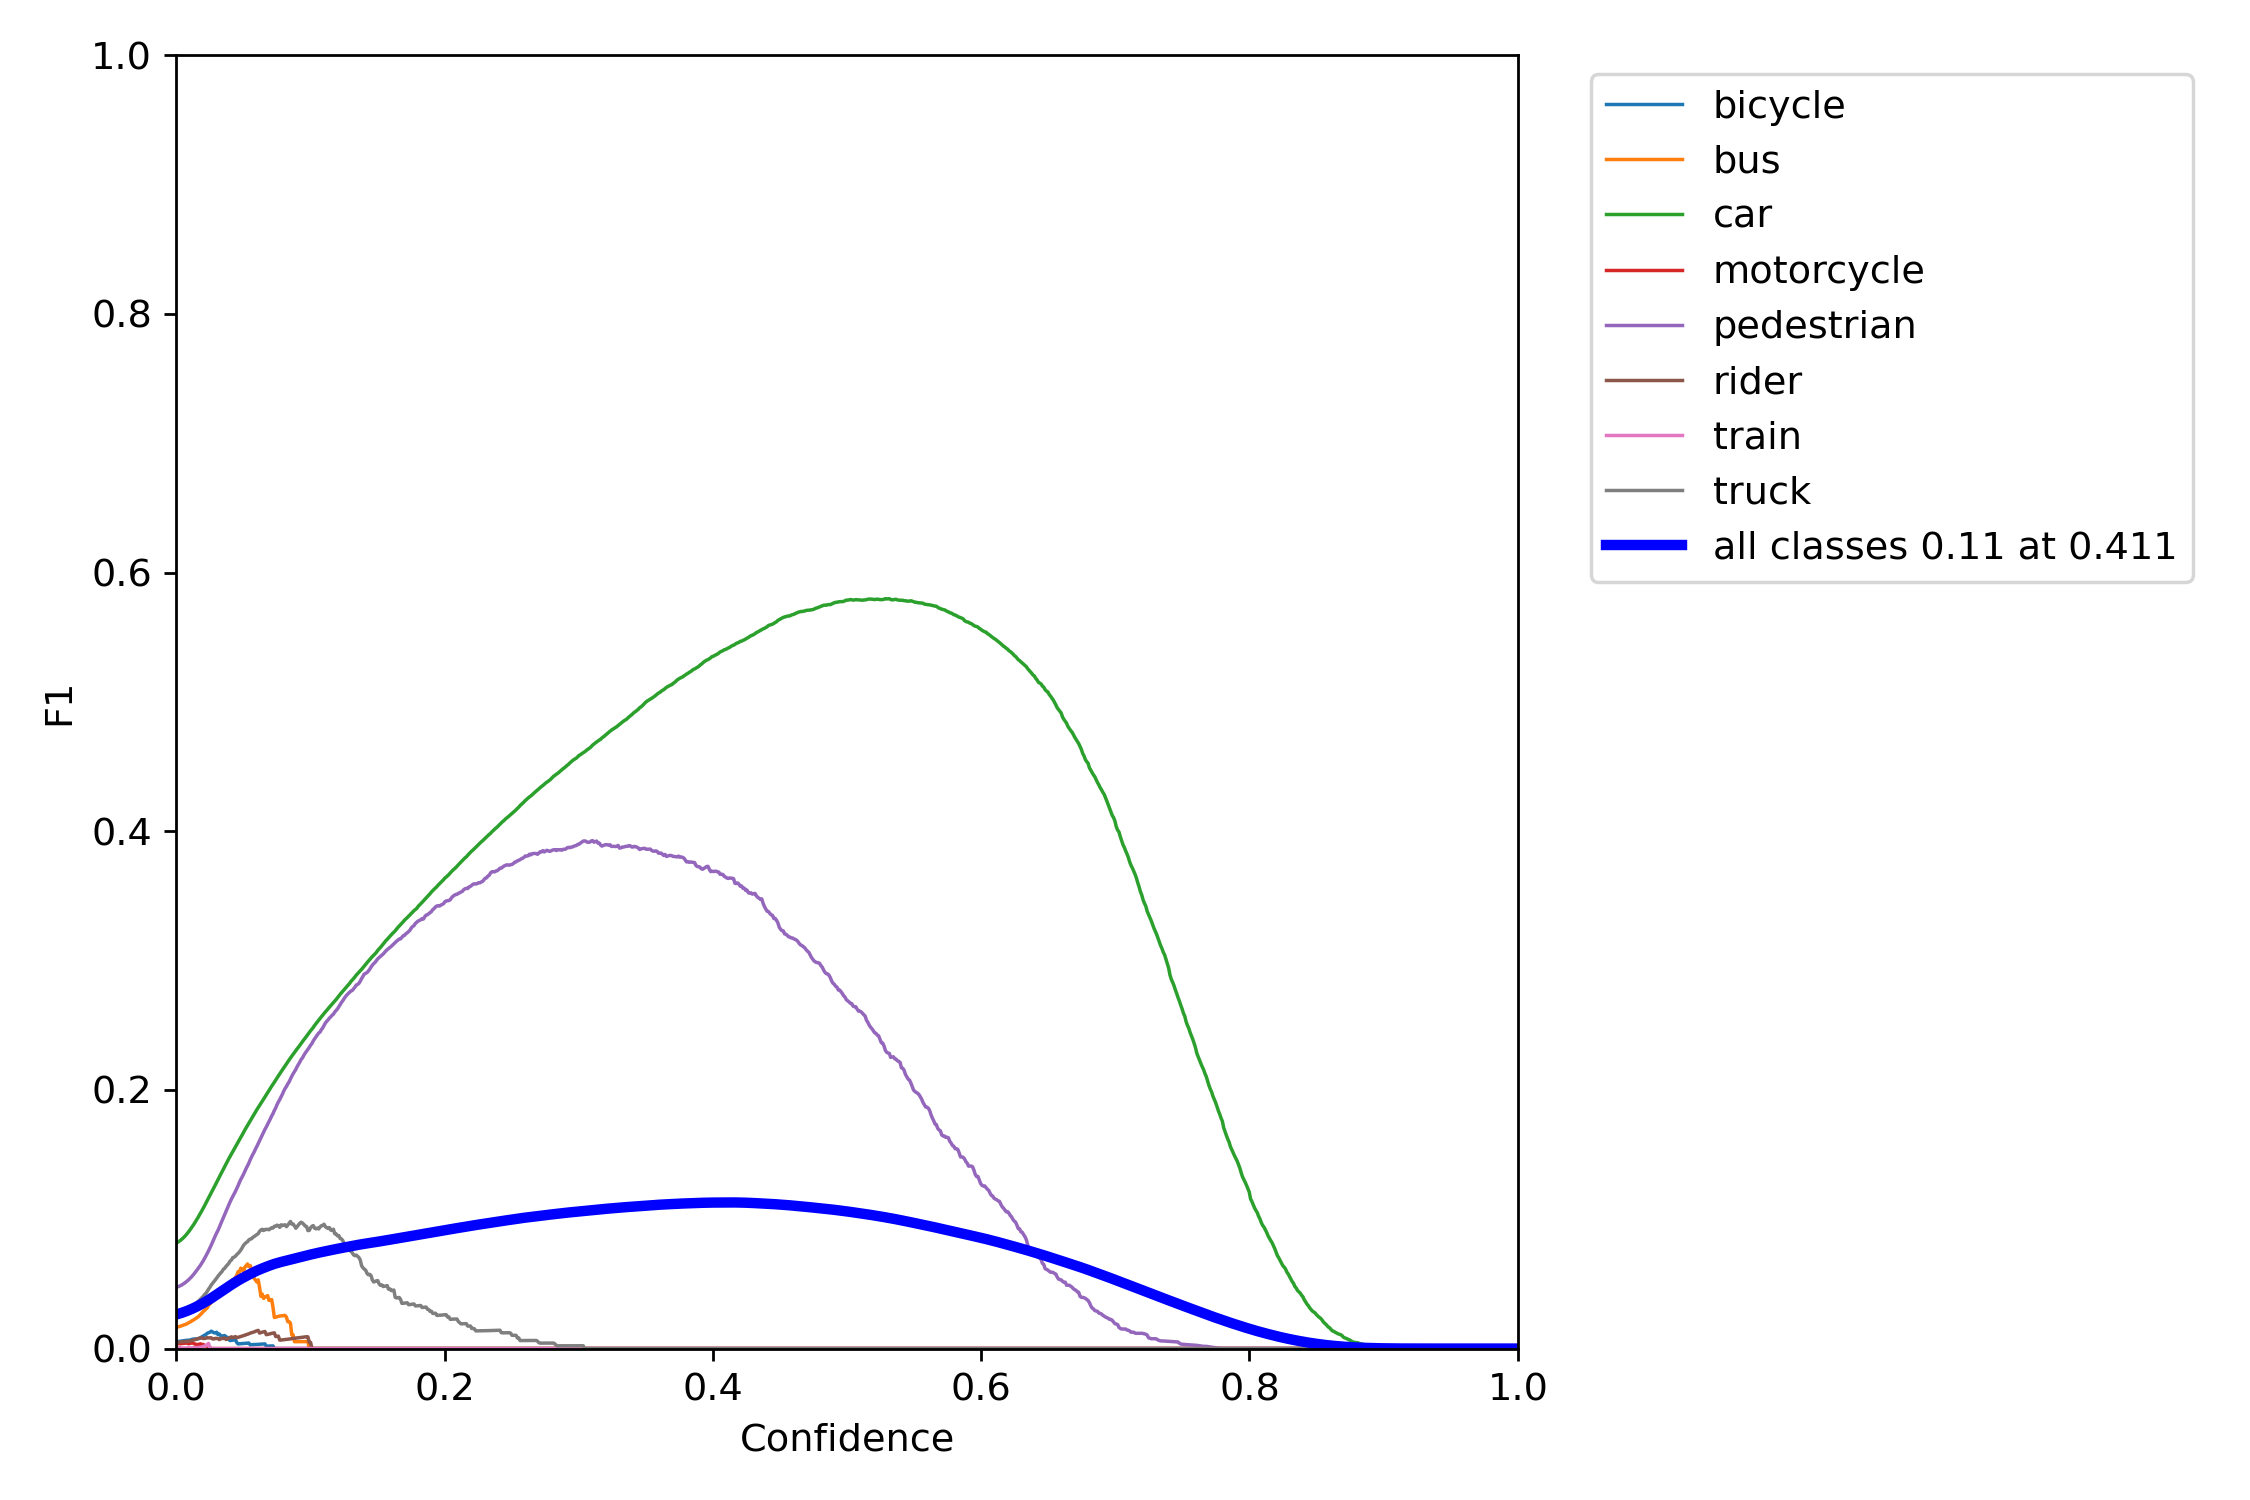 1.0
0.8
0.6
0.4
0.2
0.0
F1
0.0 0.2 0.4 0.6 0.8 1.0
Confidence
bicycle
bus
car
motorcycle
pedestrian
rider
train
truck
all classes 0.11 at 0.411